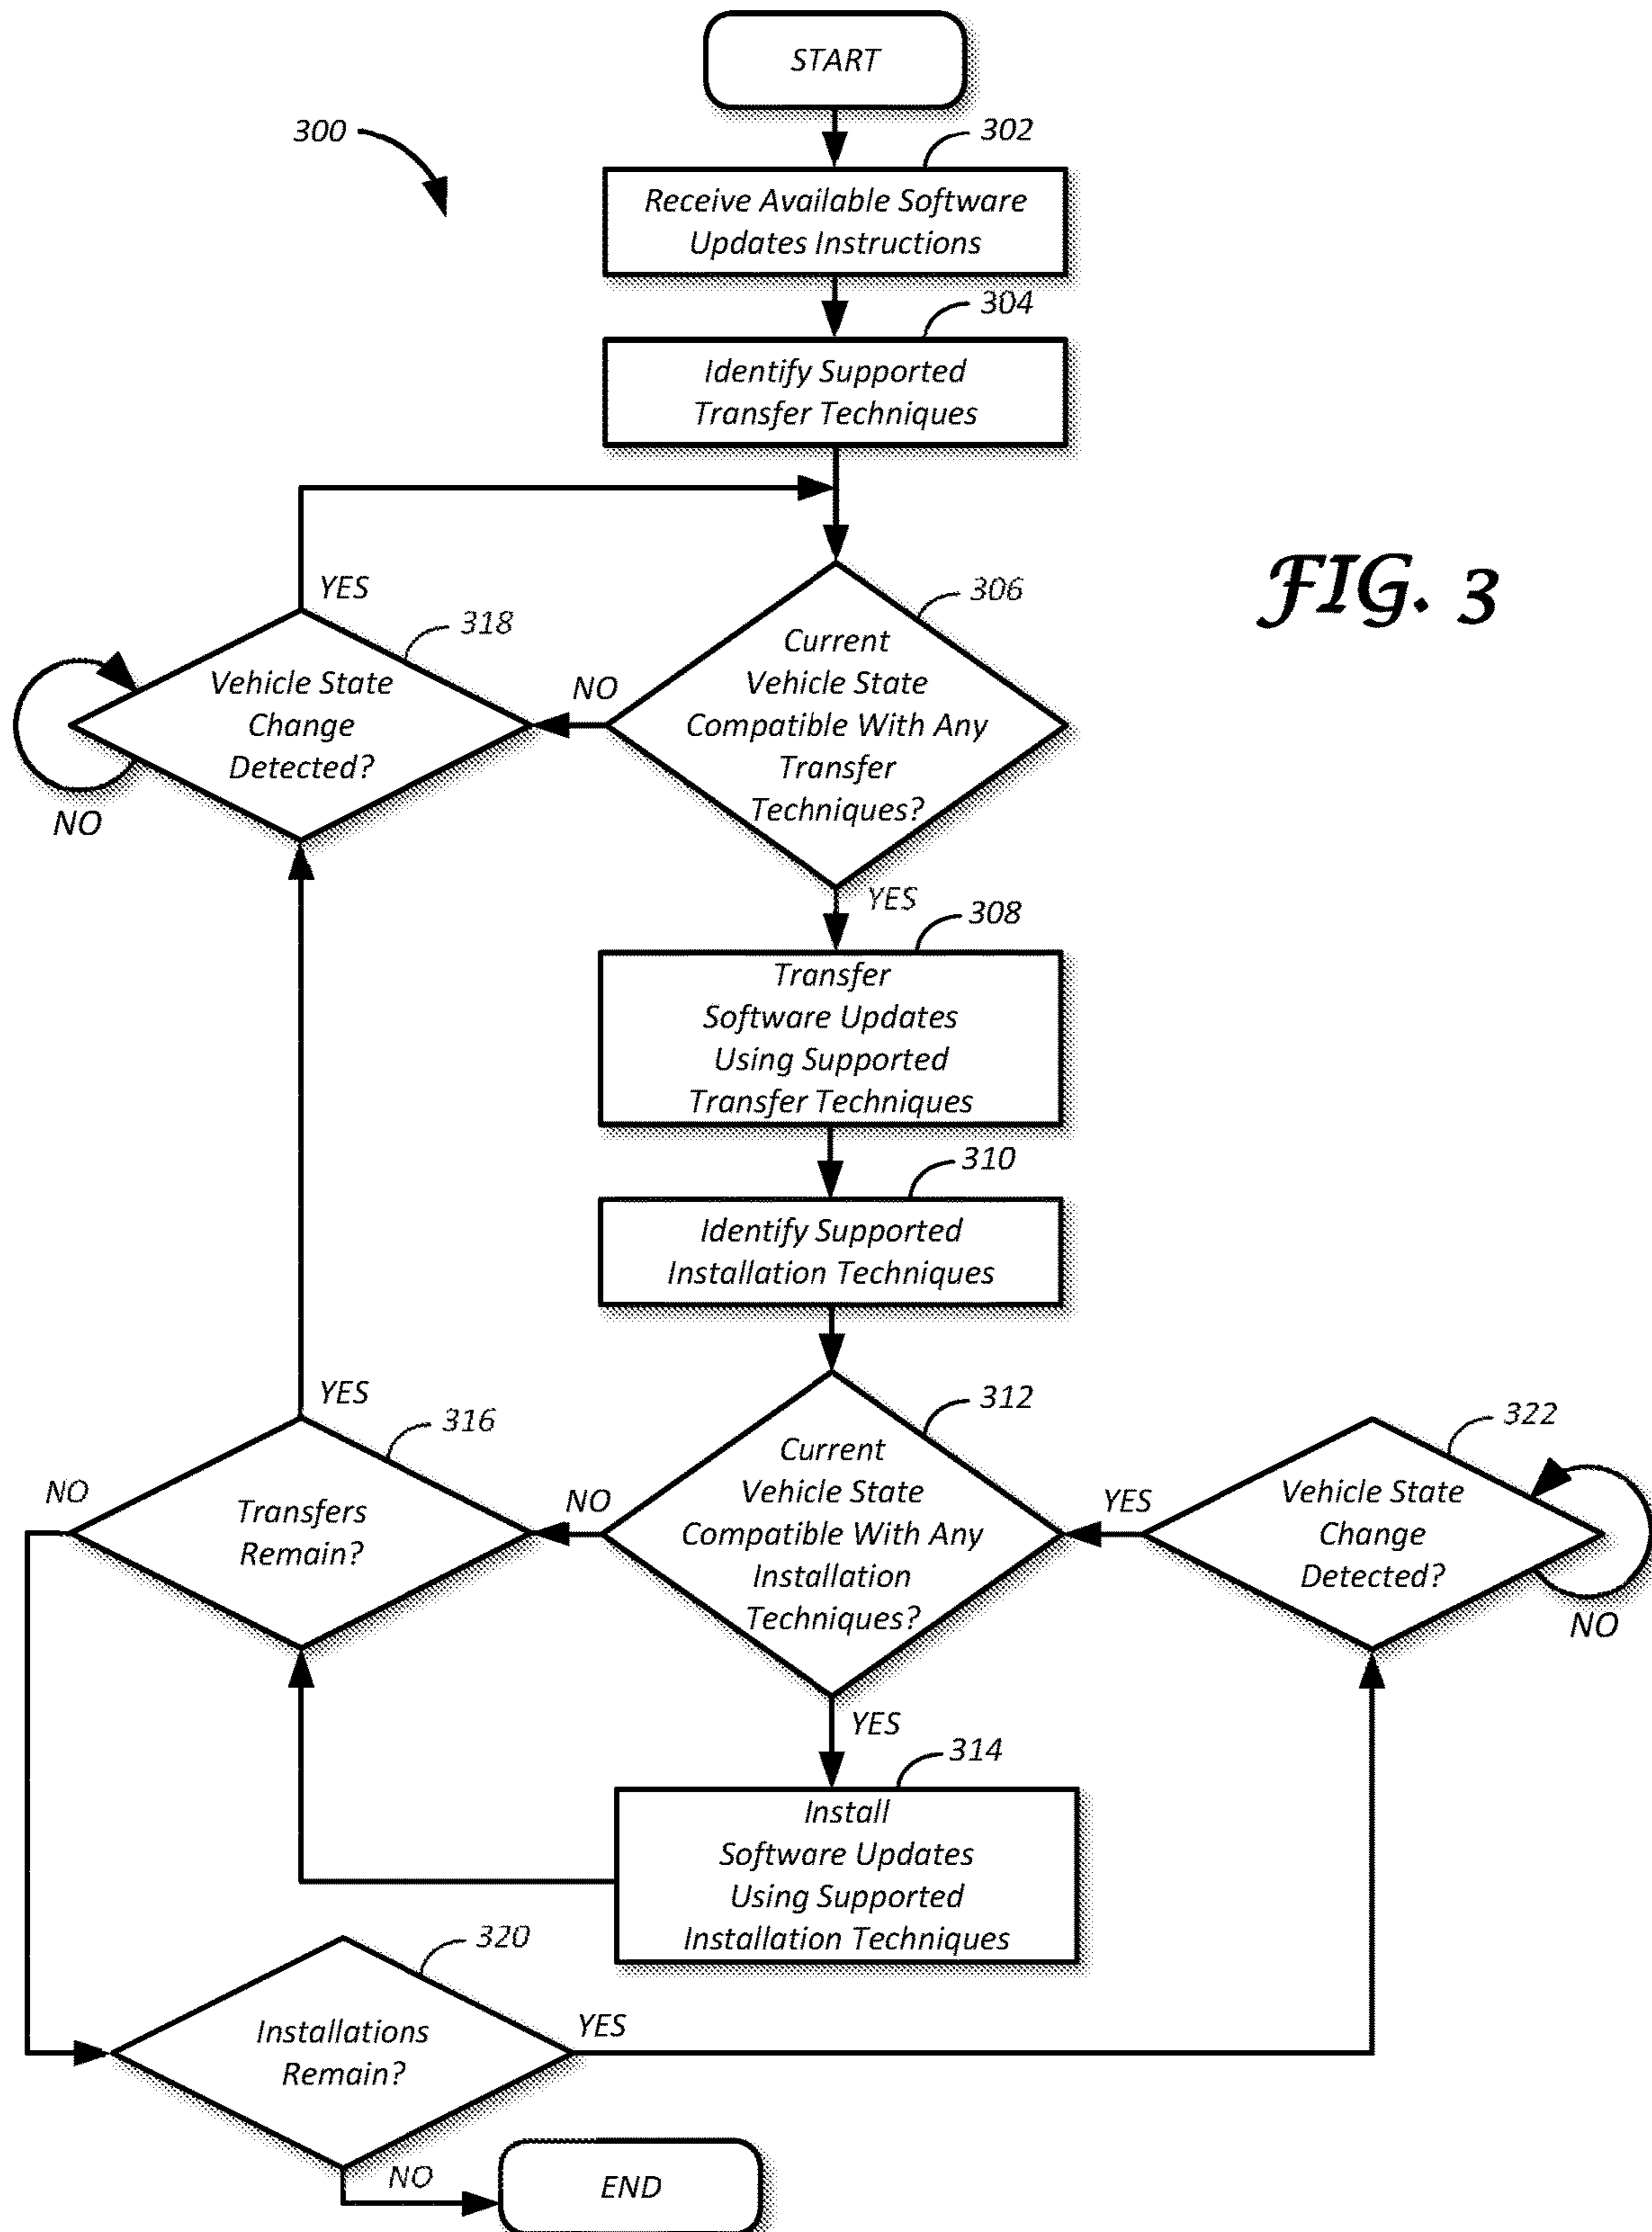 START
300
302
Receive Available Software
Updates Instructions
304
Identify Supported
Transfer Techniques
FIG. 3
YES
318
Vehicle State
Change
Detected?
NO
NO
306
Current
Vehicle State
Compatible With Any
Transfer
Techniques?
YES
308
Transfer
Software Updates
Using Supported
Transfer Techniques
310
Identify Supported
Installation Techniques
YES
316
Transfers
Remain?
NO
NO
312
Current
Vehicle State
Compatible With Any
Installation
Techniques?
YES
322
Vehicle State
Change
Detected?
NO
YES
314
Install
Software Updates
Using Supported
Installation Techniques
320
Installations
Remain?
YES
NO
END